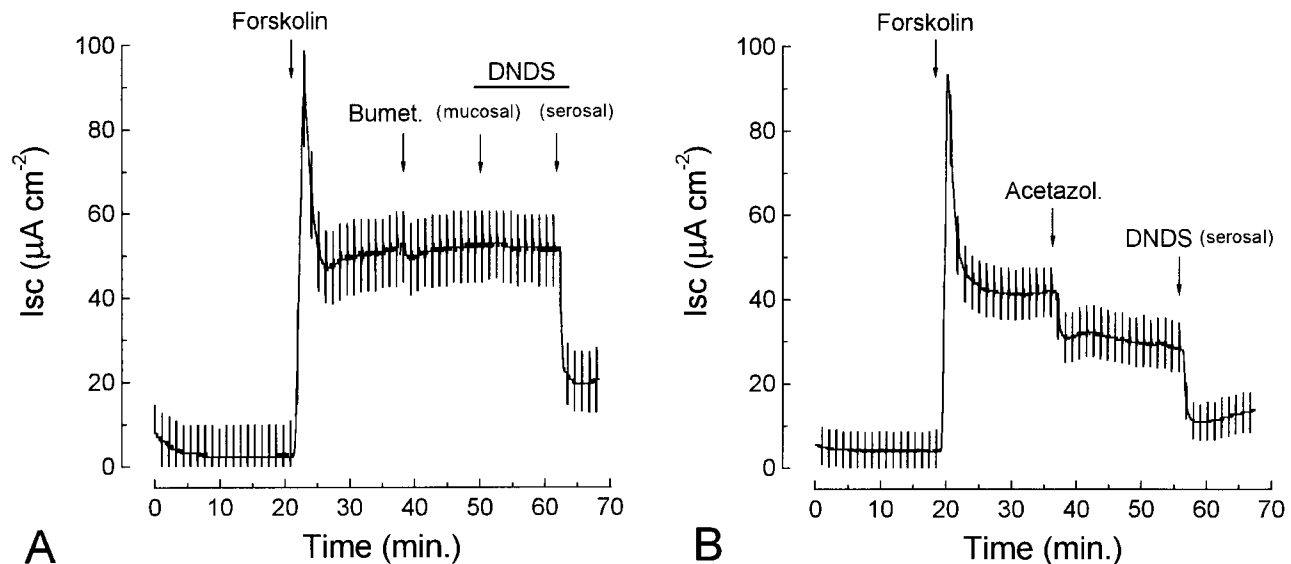 Forskolin
DNDS
Bumet. (mucosal) (serosal)
Isc (µA cm-2)
100
80
60
40
20
0
0 10 20 30 40 50 60 70
Time (min.)
A
Forskolin
Acetazol.
DNDS (serosal)
Isc (µA cm-2)
100
80
60
40
20
0
0 10 20 30 40 50 60 70
Time (min.)
B